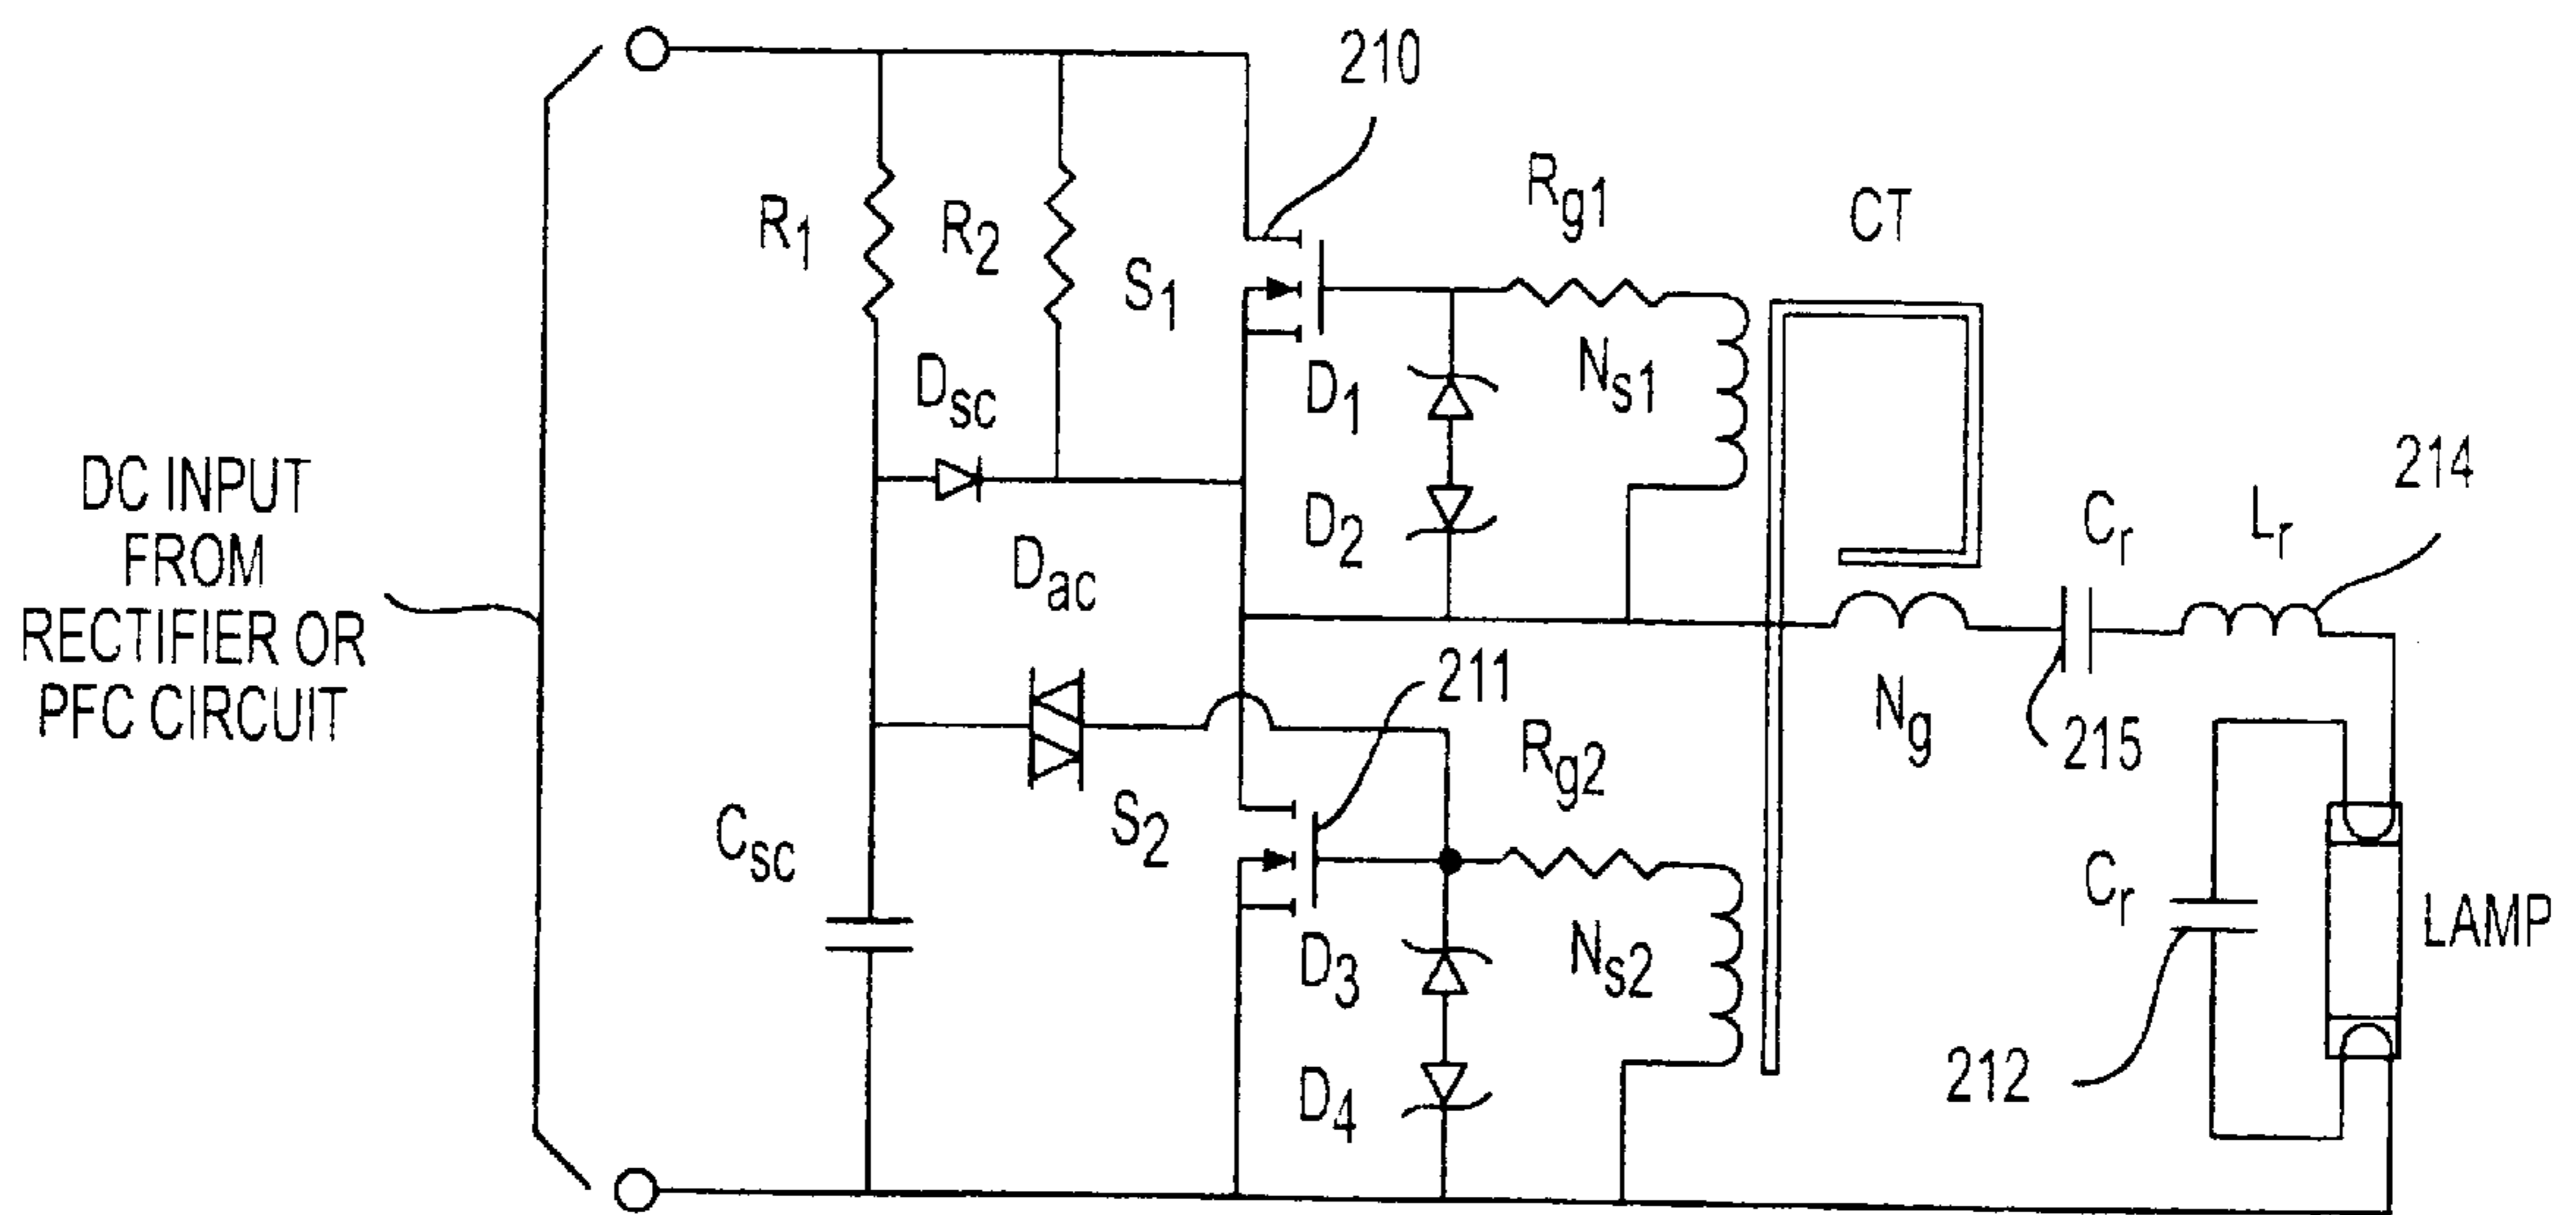 210
R1
R2
S1
Rg1
CT
Dsc
D1
Ns1
DC INPUT
FROM
RECTIFIER OR
PFC CIRCUIT
D2
Dac
Cr
Lr
214
211
Ng
215
Csc
S2
Rg2
Cr
LAMP
D3
Ns2
D4
212